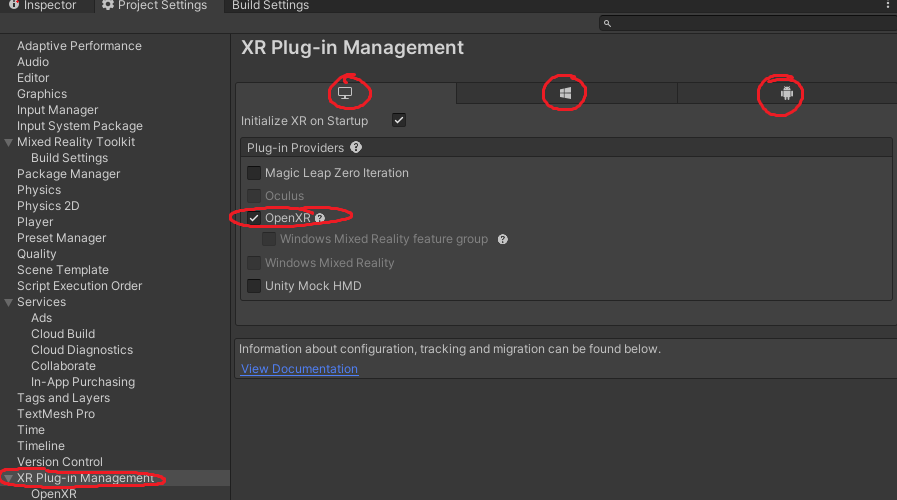 Inspector
Project Settings
Build Settings
Adaptive Performance
Audio
Editor
Graphics
Input Manager
Input System Package
Mixed Reality Toolkit
Build Settings
Package Manager
Physics
Physics 2D
Player
Preset Manager
Quality
Scene Template
Script Execution Order
Services
Ads
Cloud Build
Cloud Diagnostics
Collaborate
In-App Purchasing
Tags and Layers
TextMesh Pro
Time
Timeline
Version Control
XR Plug-in Management
OpenXR
XR Plug-in Management
Initialize XR on Startup
Plug-in Providers
Magic Leap Zero Iteration
Oculus
OpenXR
Windows Mixed Reality feature group
Windows Mixed Reality
Unity Mock HMD
Information about configuration, tracking and migration can be found below.
View Documentation